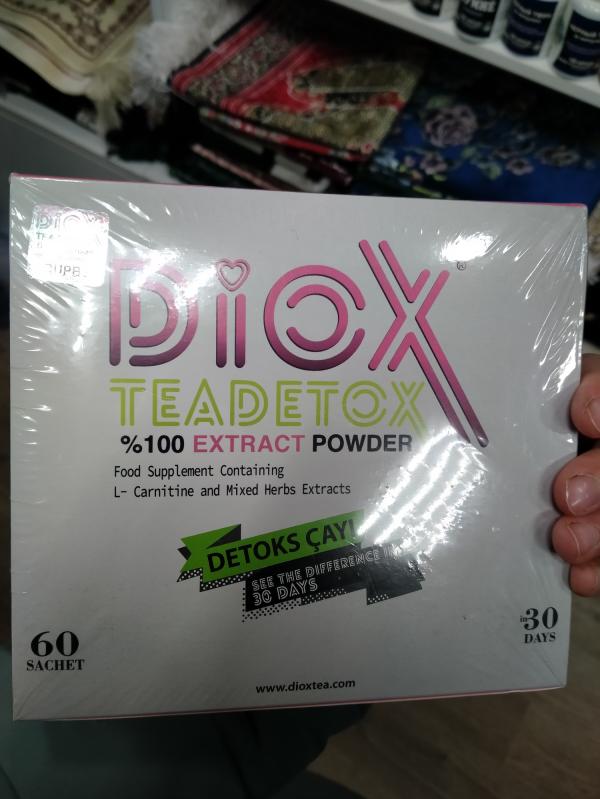 DioX
TEADETOX
%100 EXTRACT POWDER
Food Supplement Containing
L- Carnitine and Mixed Herbs Extracts
DETOKS ÇAYI
SEE THE DIFFERENCE IN
30 DAYS
60
SACHET
in 30
DAYS
www.dioxtea.com